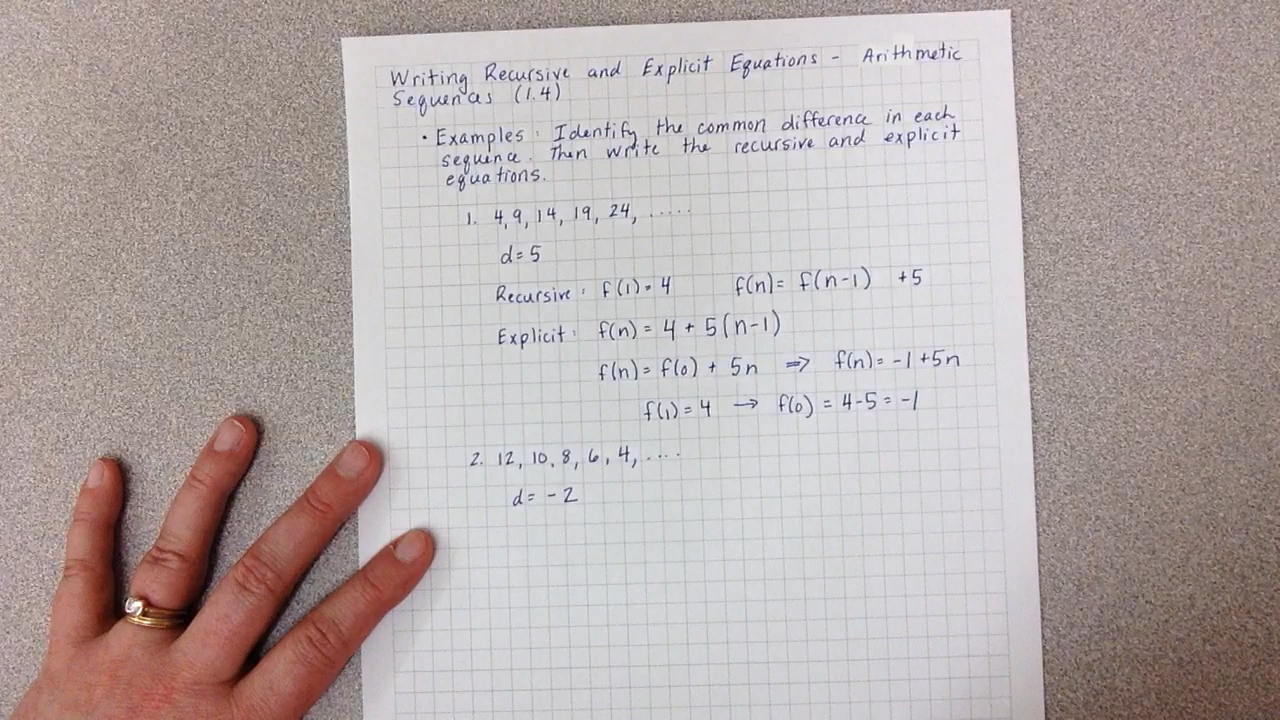 Writing Recursive and Explicit Equations - Arithmetic
Sequences (1.4)
• Examples: Identify the common difference in each
sequence. Then write the recursive and explicit
equations.
1. 4, 9, 14, 19, 24, .....
d = 5
Recursive: f(1) = 4 f(n) = f(n-1) +5
Explicit: f(n) = 4 + 5(n-1)
f(n) = f(0) + 5n ⇒ f(n) = -1 + 5n
f(1) = 4 → f(0) = 4-5 = -1
2. 12, 10, 8, 6, 4, ....
d = -2